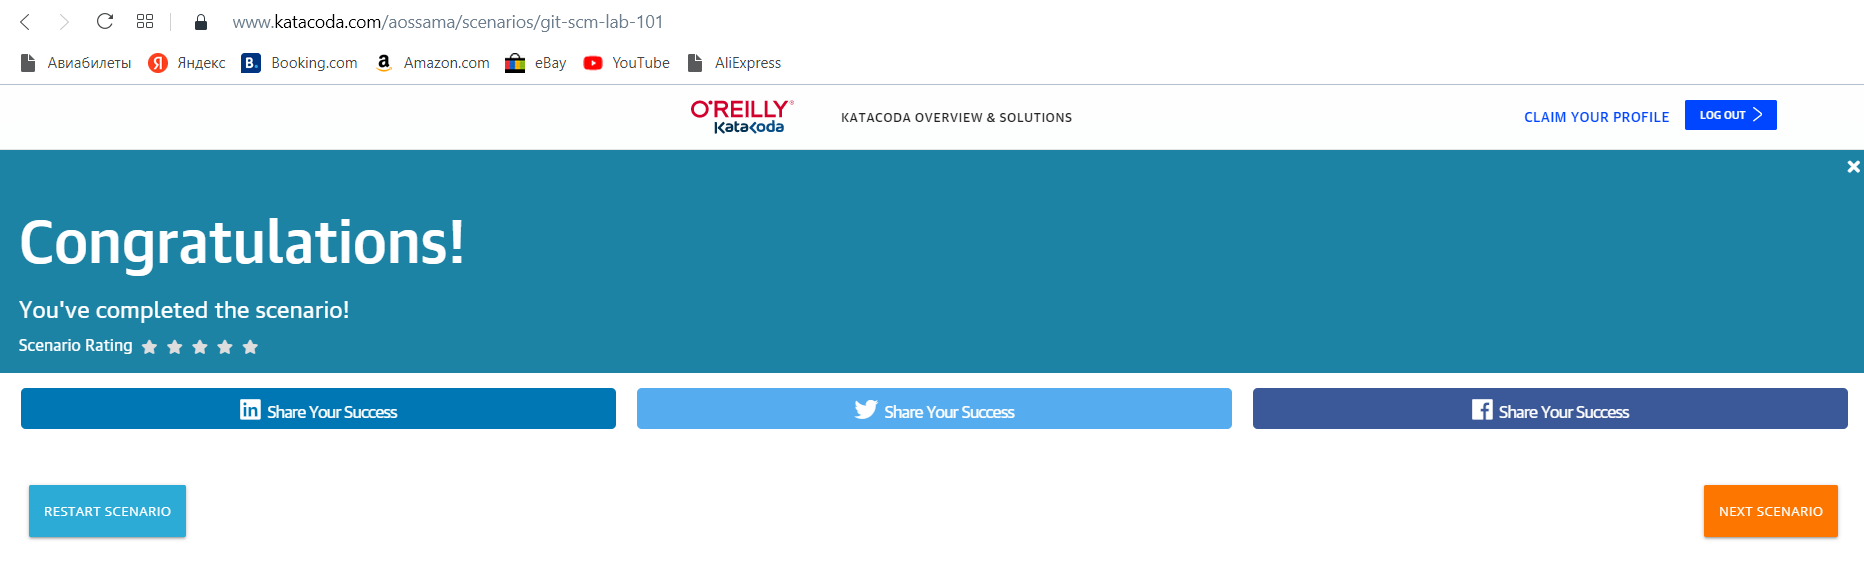 www.katacoda.com/aossama/scenarios/git-scm-lab-101
Авиабилеты Я Яндекс B. Booking.com a Amazon.com eBay YouTube AliExpress
O'REILLY®
Katacoda
KATACODA OVERVIEW & SOLUTIONS
CLAIM YOUR PROFILE
LOG OUT
Congratulations!
You've completed the scenario!
Scenario Rating
in Share Your Success
Share Your Success
f Share Your Success
RESTART SCENARIO
NEXT SCENARIO